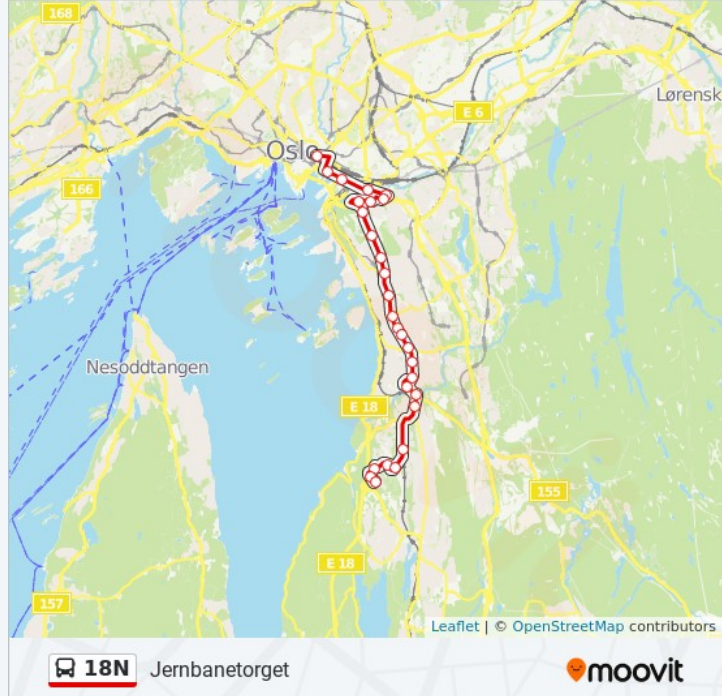 168
Lørensk
E 6
Oslo
166
Nesoddtangen
E 18
155
E 18
157
Leaflet | © OpenStreetMap contributors
18N Jernbanetorget
moovit